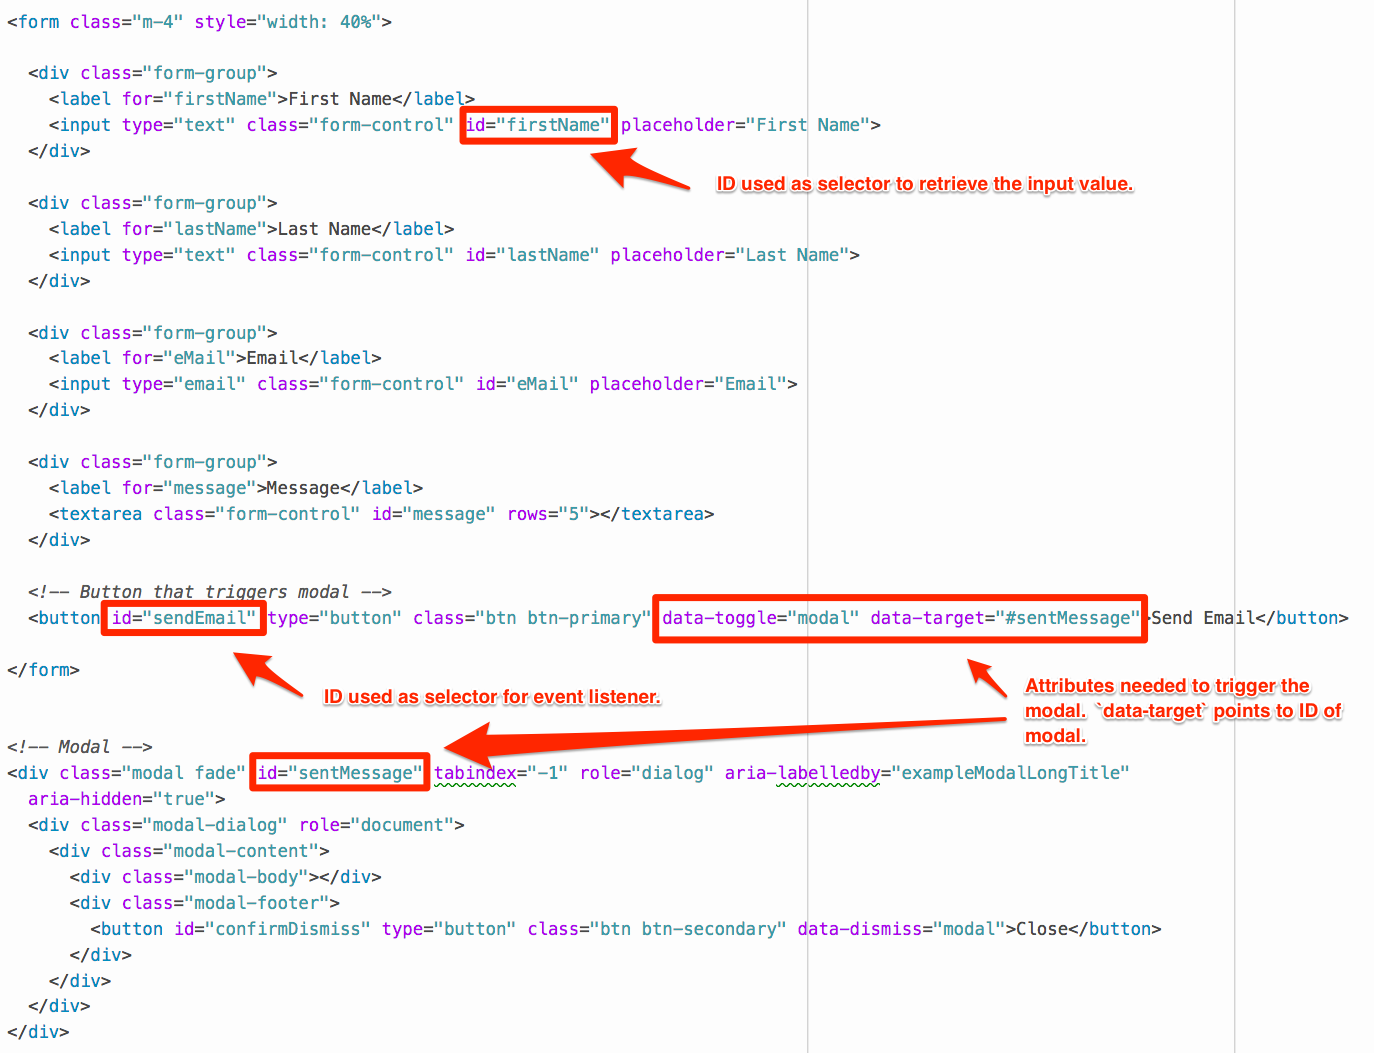 <form class="m-4" style="width: 40%">
<div class="form-group">
<label for="firstName">First Name</label>
<input type="text" class="form-control" id="firstName" placeholder="First Name">
</div>
ID used as selector to retrieve the input value.
<div class="form-group">
<label for="lastName">Last Name</label>
<input type="text" class="form-control" id="lastName" placeholder="Last Name">
</div>
<div class="form-group">
<label for="eMail">Email</label>
<input type="email" class="form-control" id="eMail" placeholder="Email">
</div>
<div class="form-group">
<label for="message">Message</label>
<textarea class="form-control" id="message" rows="5"></textarea>
</div>
<!-- Button that triggers modal -->
<button id="sendEmail" type="button" class="btn btn-primary" data-toggle="modal" data-target="#sentMessage">Send Email</button>
</form>
ID used as selector for event listener.
Attributes needed to trigger the
modal. `data-target` points to ID of
modal.
<!-- Modal -->
<div class="modal fade" id="sentMessage" tabindex="-1" role="dialog" aria-labelledby="exampleModalLongTitle"
aria-hidden="true">
<div class="modal-dialog" role="document">
<div class="modal-content">
<div class="modal-body"></div>
<div class="modal-footer">
<button id="confirmDismiss" type="button" class="btn btn-secondary" data-dismiss="modal">Close</button>
</div>
</div>
</div>
</div>